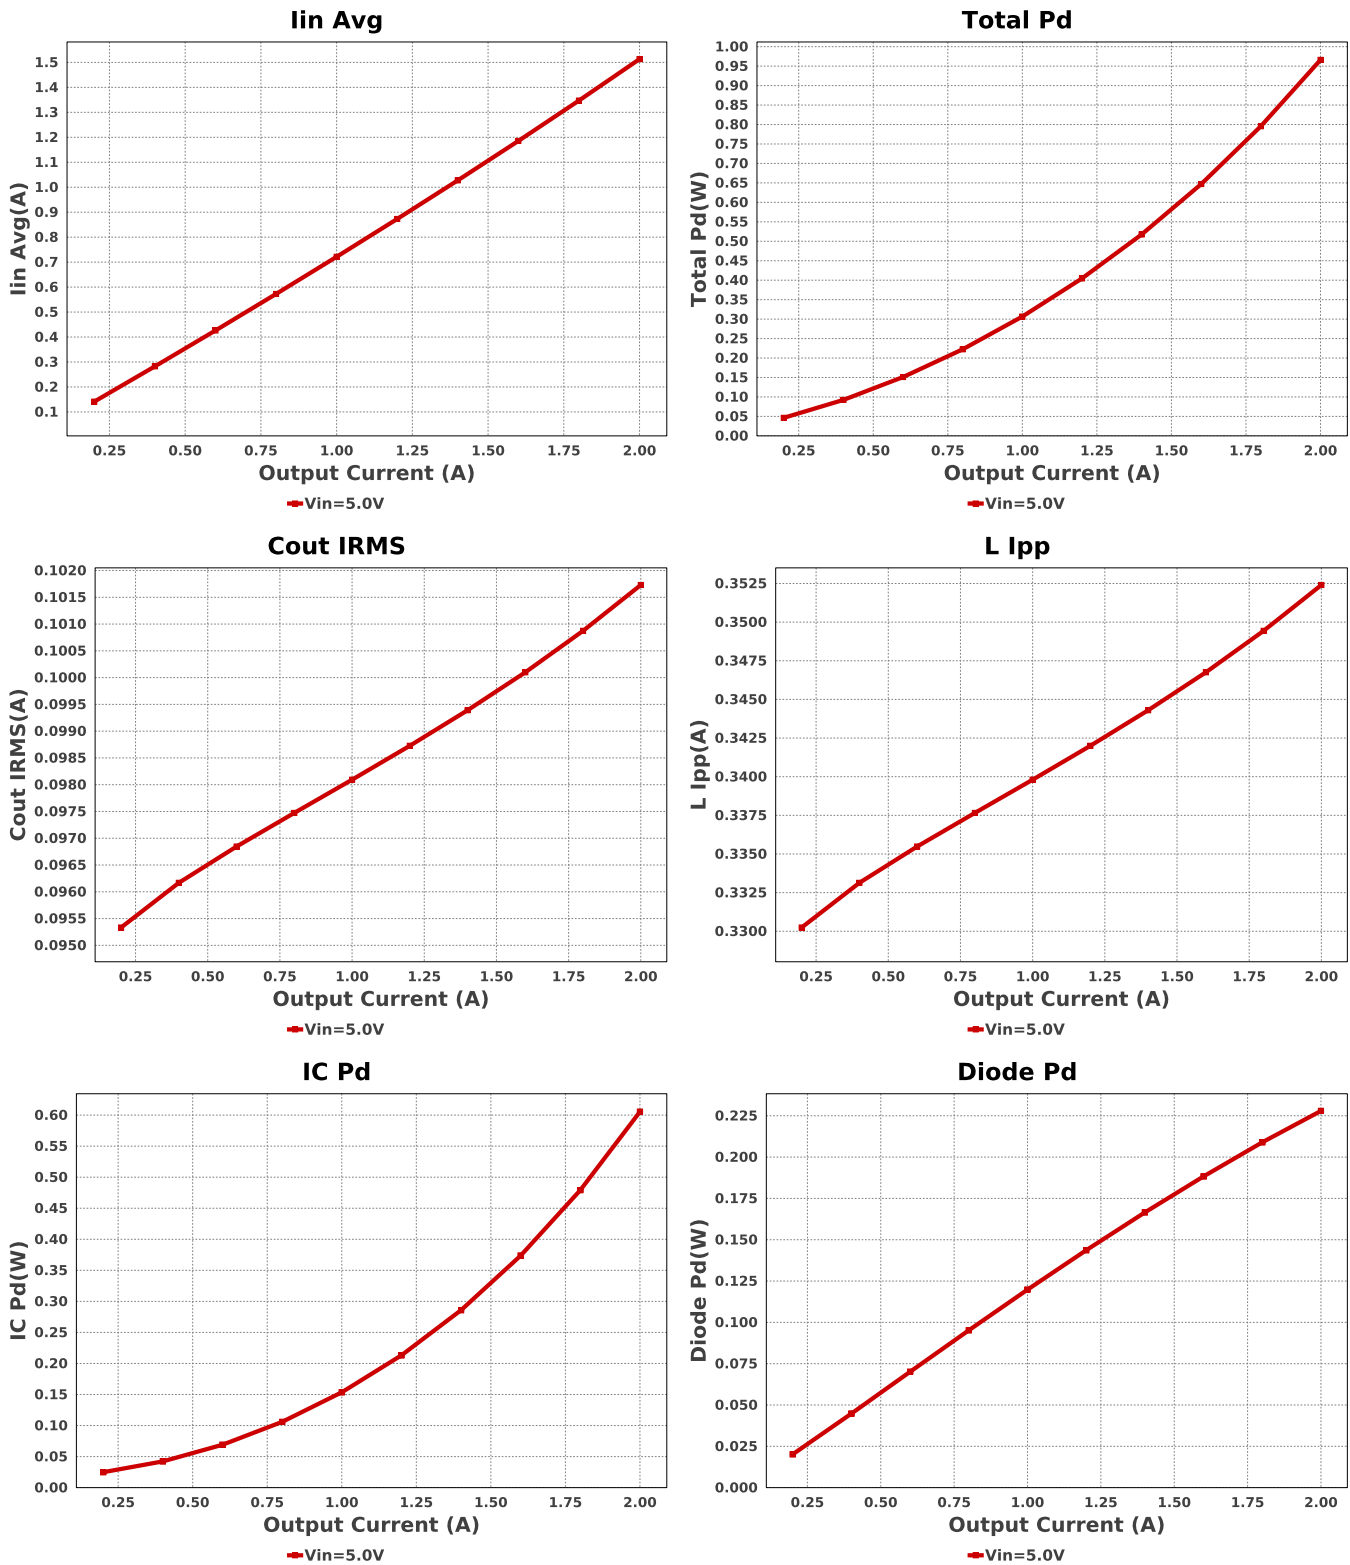 Iin Avg
Iin Avg(A)
1.5
1.4
1.3
1.2
1.1
1.0
0.9
0.8
0.7
0.6
0.5
0.4
0.3
0.2
0.1
0.25 0.50 0.75 1.00 1.25 1.50 1.75 2.00
Output Current (A)
Vin=5.0V
Total Pd
Total Pd(W)
1.00
0.95
0.90
0.85
0.80
0.75
0.70
0.65
0.60
0.55
0.50
0.45
0.40
0.35
0.30
0.25
0.20
0.15
0.10
0.05
0.00
0.25 0.50 0.75 1.00 1.25 1.50 1.75 2.00
Output Current (A)
Vin=5.0V
Cout IRMS
Cout IRMS(A)
0.1020
0.1015
0.1010
0.1005
0.1000
0.0995
0.0990
0.0985
0.0980
0.0975
0.0970
0.0965
0.0960
0.0955
0.0950
0.25 0.50 0.75 1.00 1.25 1.50 1.75 2.00
Output Current (A)
Vin=5.0V
L Ipp
L Ipp(A)
0.3525
0.3500
0.3475
0.3450
0.3425
0.3400
0.3375
0.3350
0.3325
0.3300
0.25 0.50 0.75 1.00 1.25 1.50 1.75 2.00
Output Current (A)
Vin=5.0V
IC Pd
IC Pd(W)
0.60
0.55
0.50
0.45
0.40
0.35
0.30
0.25
0.20
0.15
0.10
0.05
0.00
0.25 0.50 0.75 1.00 1.25 1.50 1.75 2.00
Output Current (A)
Vin=5.0V
Diode Pd
Diode Pd(W)
0.225
0.200
0.175
0.150
0.125
0.100
0.075
0.050
0.025
0.000
0.25 0.50 0.75 1.00 1.25 1.50 1.75 2.00
Output Current (A)
Vin=5.0V